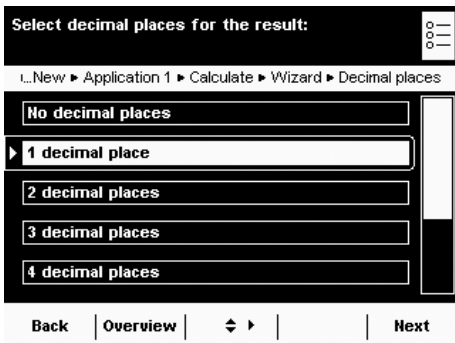 Select decimal places for the result:
...New ▸ Application 1 ▸ Calculate ▸ Wizard ▸ Decimal places
No decimal places
1 decimal place
2 decimal places
3 decimal places
4 decimal places
Back Overview Next